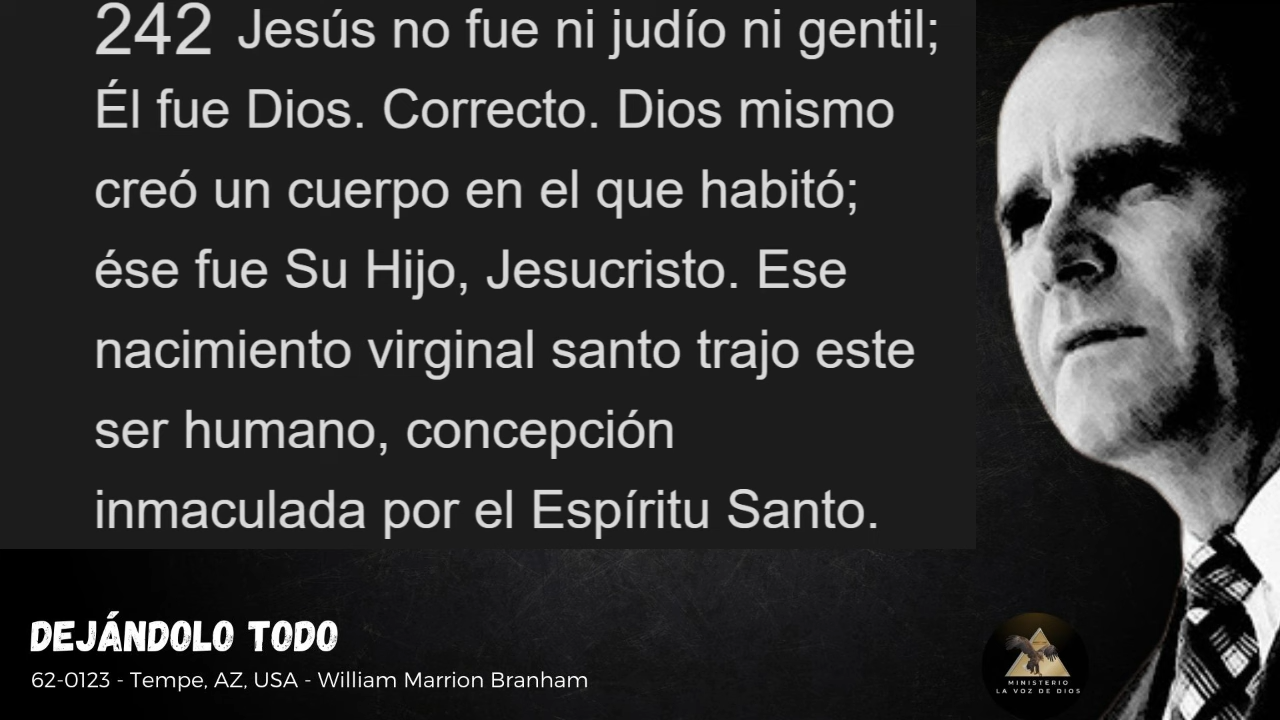 242 Jesús no fue ni judío ni gentil;
Él fue Dios. Correcto. Dios mismo
creó un cuerpo en el que habitó;
ése fue Su Hijo, Jesucristo. Ese
nacimiento virginal santo trajo este
ser humano, concepción
inmaculada por el Espíritu Santo.
DEJÁNDOLO TODO
62-0123 - Tempe, AZ, USA - William Marrion Branham
MINISTERIO
LA VOZ DE DIOS